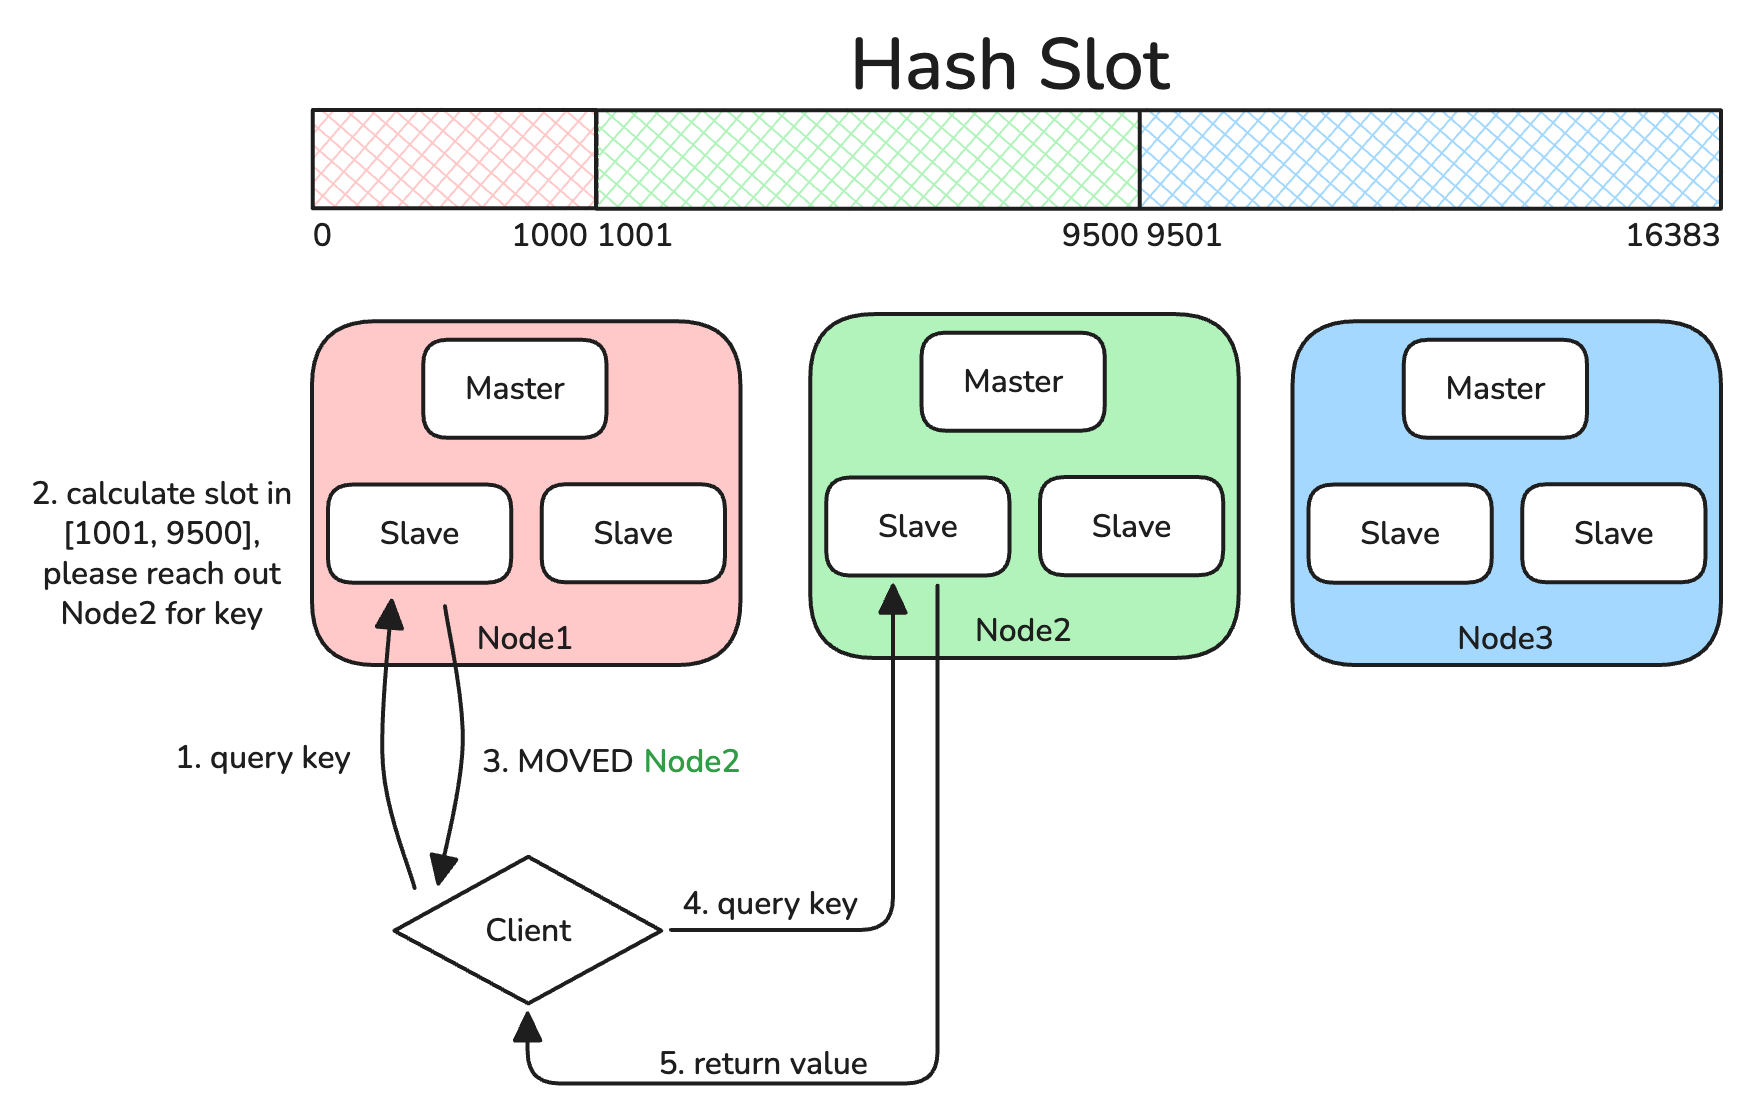 Hash Slot
0
1000
1001
9500
9501
16383
Master
Master
Master
2. calculate slot in
[1001, 9500],
please reach out
Node2 for key
Slave
Slave
Slave
Slave
Slave
Slave
Node1
Node2
Node3
1. query key
3. MOVED Node2
4. query key
Client
5. return value